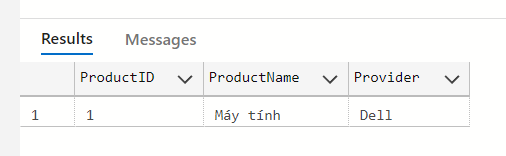 Results Messages
ProductID ProductName Provider
1 1 Máy tính Dell